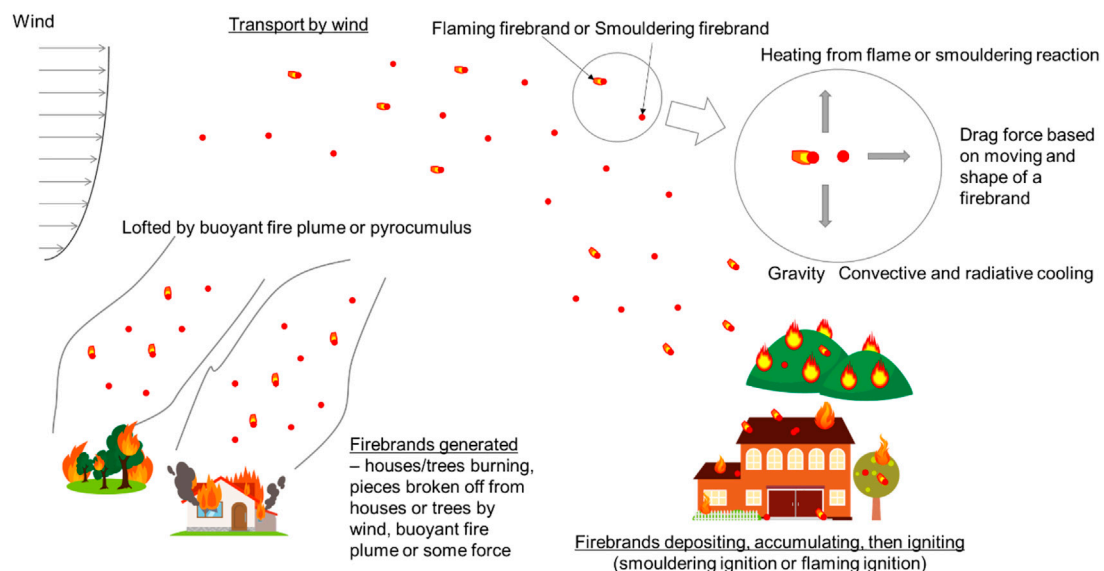 Wind
Transport by wind
Flaming firebrand or Smouldering firebrand
Heating from flame or smouldering reaction
Drag force based
on moving and
shape of a
firebrand
Gravity Convective and radiative cooling
Lofted by buoyant fire plume or pyrocumulus
Firebrands generated
– houses/trees burning,
pieces broken off from
houses or trees by
wind, buoyant fire
plume or some force
Firebrands depositing, accumulating, then igniting
(smouldering ignition or flaming ignition)